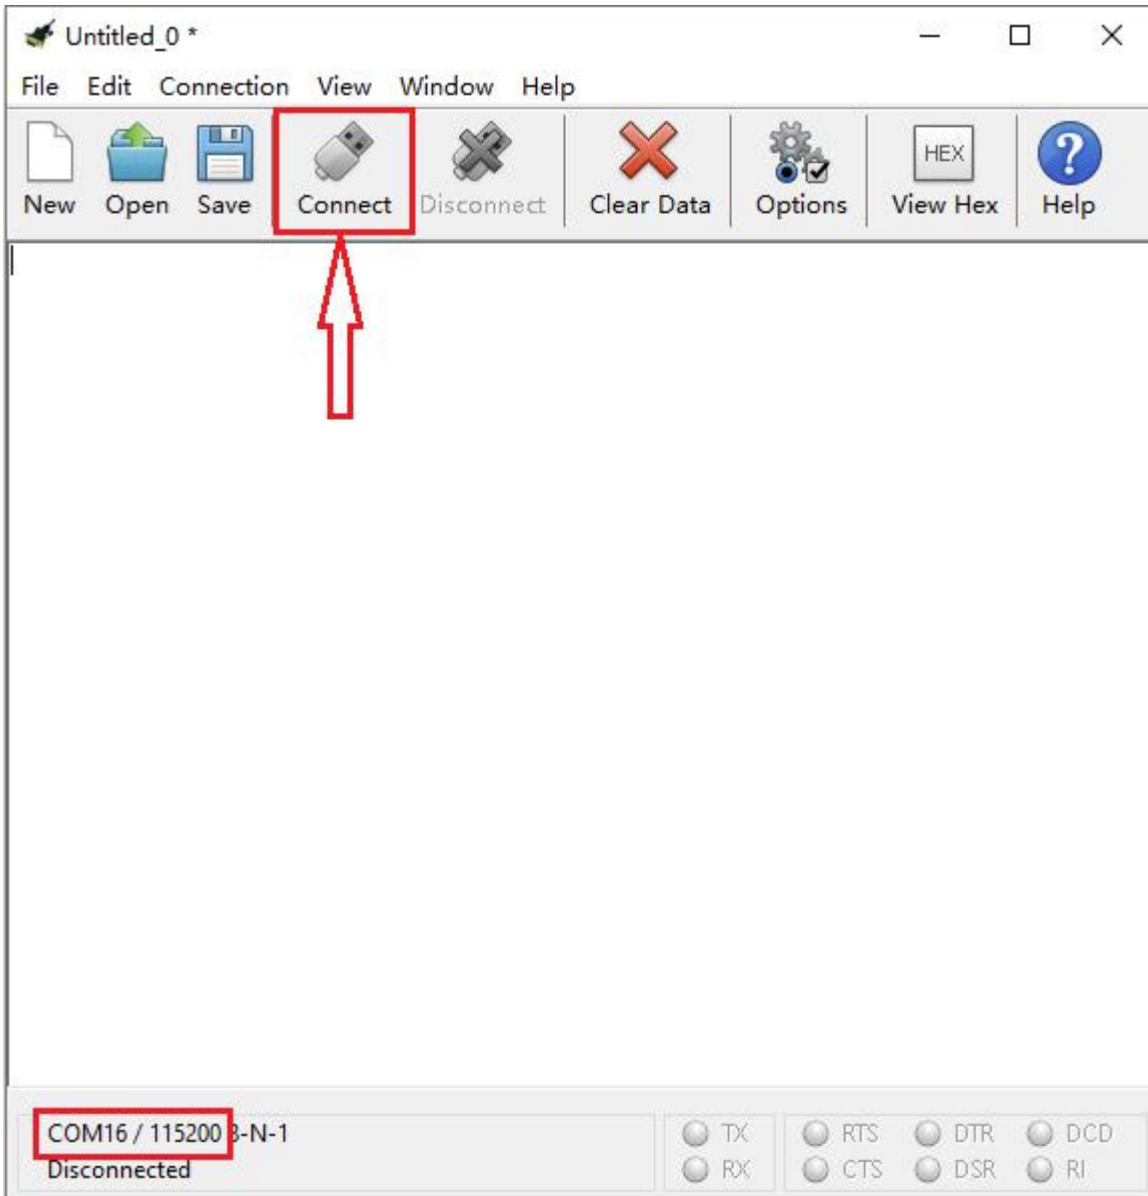 Untitled_0 *
File Edit Connection View Window Help
HEX
New Open Save Connect Disconnect Clear Data Options View Hex Help
COM16 / 115200 8-N-1
TX RTS DTR DCD
Disconnected
RX CTS DSR RI